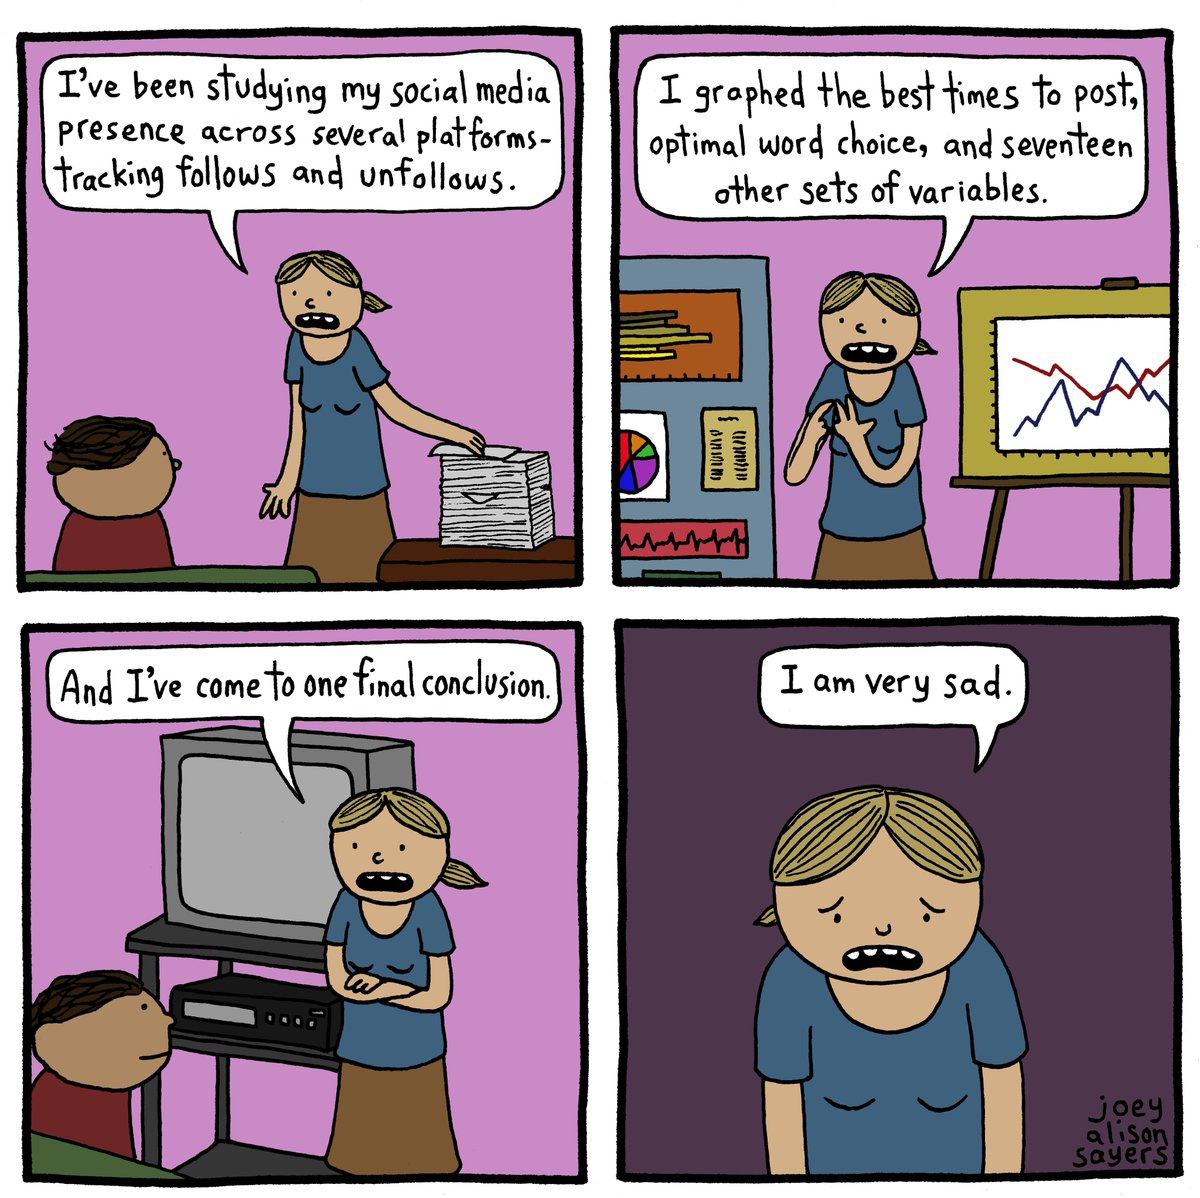 I've been studying my social media
presence across several platforms-
tracking follows and unfollows.
I graphed the best times to post,
optimal word choice, and seventeen
other sets of variables.
And I've come to one final conclusion.
I am very sad.
joey
alison
sayers